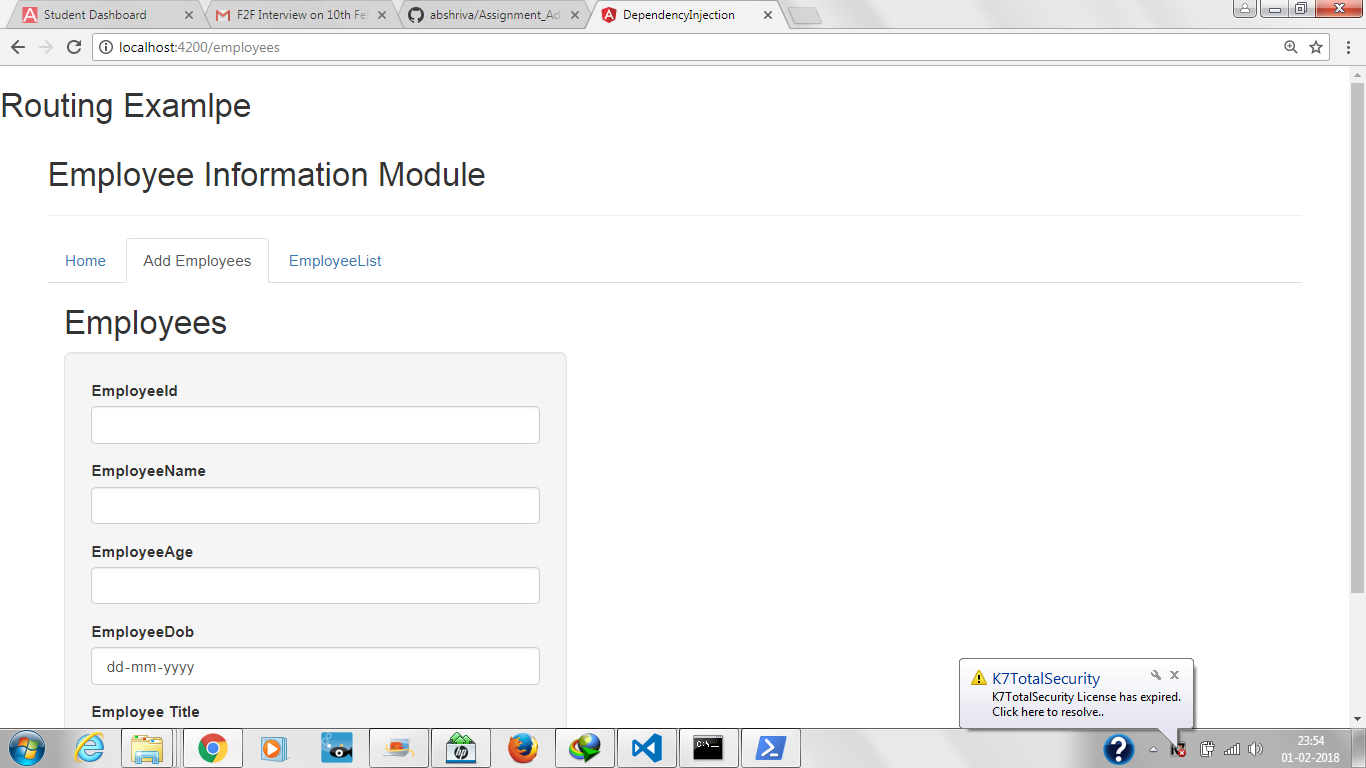 Student Dashboard
F2F Interview on 10th Fe
abshriva/Assignment_Ad
DependencyInjection
localhost:4200/employees
Routing Examlpe
Employee Information Module
Home
Add Employees
EmployeeList
Employees
EmployeeId
EmployeeName
EmployeeAge
EmployeeDob
dd-mm-yyyy
Employee Title
K7TotalSecurity
K7TotalSecurity License has expired.
Click here to resolve..
23:54
01-02-2018